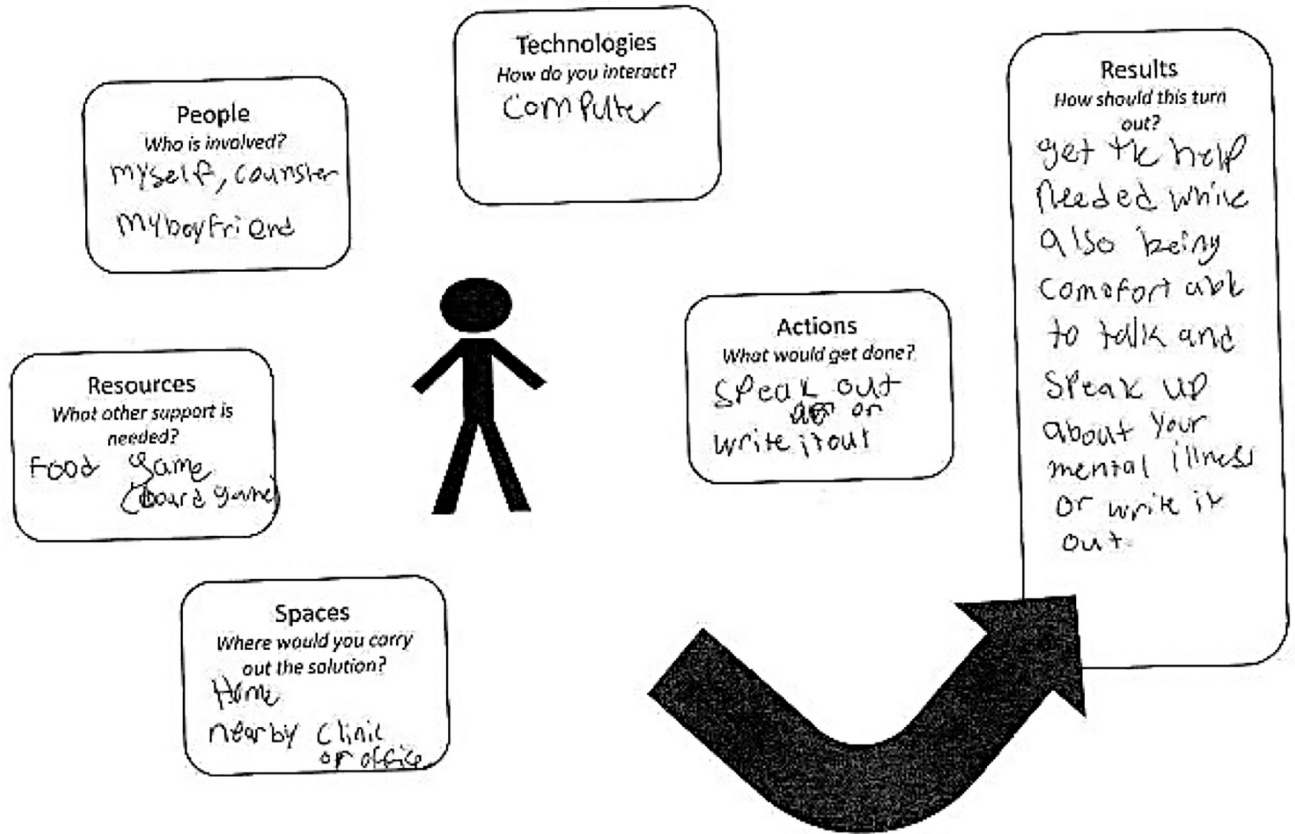 Technologies
How do you interact?
computer
People
Who is involved?
myself, counsler
my boyfriend
Resources
What other support is
needed?
Food game
(board game)
Spaces
Where would you carry
out the solution?
Home
nearby clinic
or office
Actions
What would get done?
speak out
or
write it out
Results
How should this turn
out?
get the help
needed while
also being
comofortable
to talk and
speak up
about your
mental illness
or write it
out.